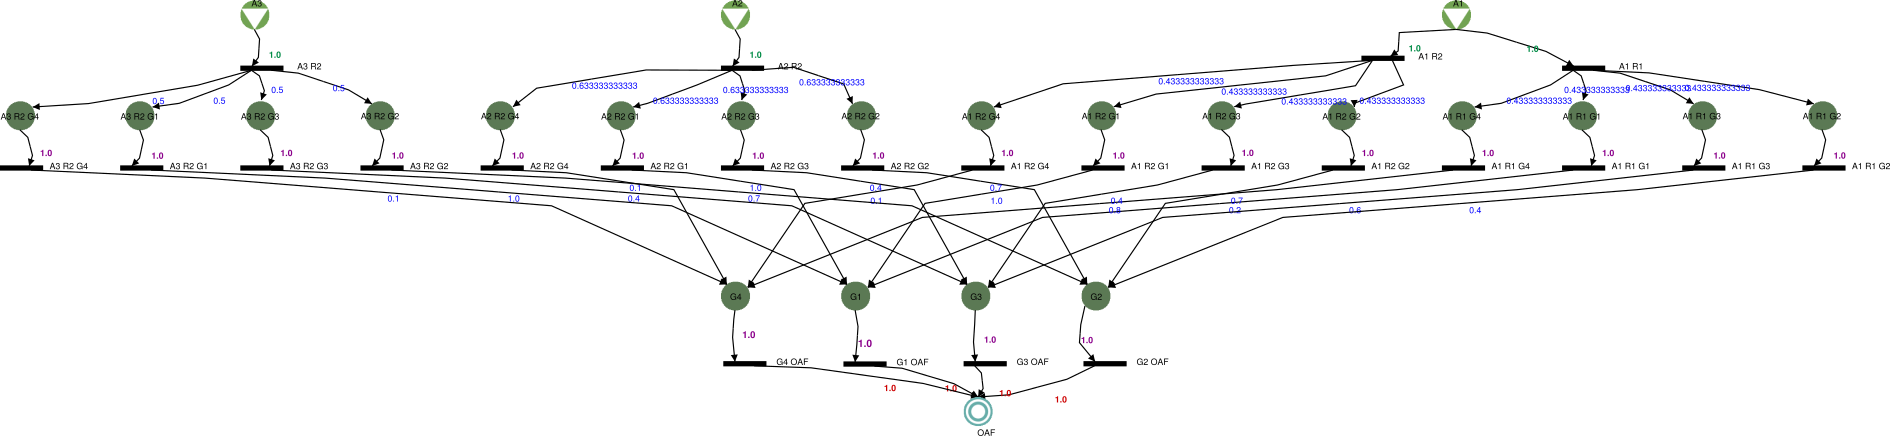 A3 A2 A1
1.0 1.0 1.0 1.0
A3 R2 A2 R2 A1 R2 A1 R1
0.5 0.5 0.5 0.5 0.633333333333 0.633333333333 0.633333333333 0.633333333333 0.433333333333 0.433333333333 0.433333333333 0.433333333333 0.433333333333 0.433333333333 0.433333333333 0.433333333333
A3 R2 G4 A3 R2 G1 A3 R2 G3 A3 R2 G2 A2 R2 G4 A2 R2 G1 A2 R2 G3 A2 R2 G2 A1 R2 G4 A1 R2 G1 A1 R2 G3 A1 R2 G2 A1 R1 G4 A1 R1 G1 A1 R1 G3 A1 R1 G2
1.0 1.0 1.0 1.0 1.0 1.0 1.0 1.0 1.0 1.0 1.0 1.0 1.0 1.0 1.0 1.0
A3 R2 G4 A3 R2 G1 A3 R2 G3 A3 R2 G2 A2 R2 G4 A2 R2 G1 A2 R2 G3 A2 R2 G2 A1 R2 G4 A1 R2 G1 A1 R2 G3 A1 R2 G2 A1 R1 G4 A1 R1 G1 A1 R1 G3 A1 R1 G2
0.1 1.0 0.4 0.7
0.1 1.0 0.4 0.7 0.1 1.0 0.4 0.7
0.8 0.2 0.6 0.4
G4 G1 G3 G2
1.0 1.0 1.0 1.0
G4 OAF G1 OAF G3 OAF G2 OAF
1.0 1.0 1.0 1.0
OAF